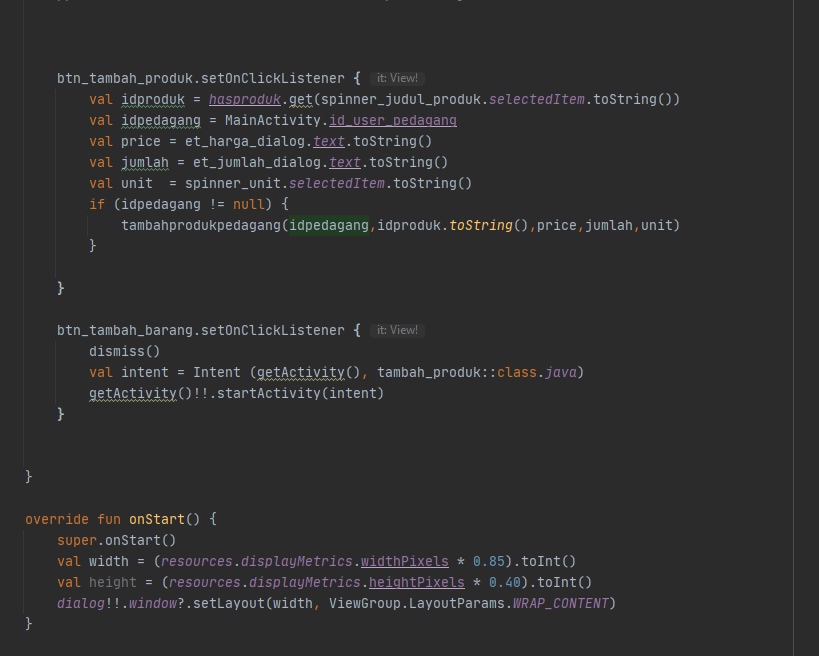 btn_tambah_produk.setOnClickListener { it: View!
val idproduk = hasproduk.get(spinner_judul_produk.selectedItem.toString())
val idpedagang = MainActivity.id_user_pedagang
val price = et_harga_dialog.text.toString()
val jumlah = et_jumlah_dialog.text.toString()
val unit  = spinner_unit.selectedItem.toString()
if (idpedagang != null) {
tambahprodukpedagang(idpedagang,idproduk.toString(),price,jumlah,unit)
}
}
btn_tambah_barang.setOnClickListener { it: View!
dismiss()
val intent = Intent (getActivity(), tambah_produk::class.java)
getActivity()!!.startActivity(intent)
}
}
override fun onStart() {
super.onStart()
val width = (resources.displayMetrics.widthPixels * 0.85).toInt()
val height = (resources.displayMetrics.heightPixels * 0.40).toInt()
dialog!!.window?.setLayout(width, ViewGroup.LayoutParams.WRAP_CONTENT)
}